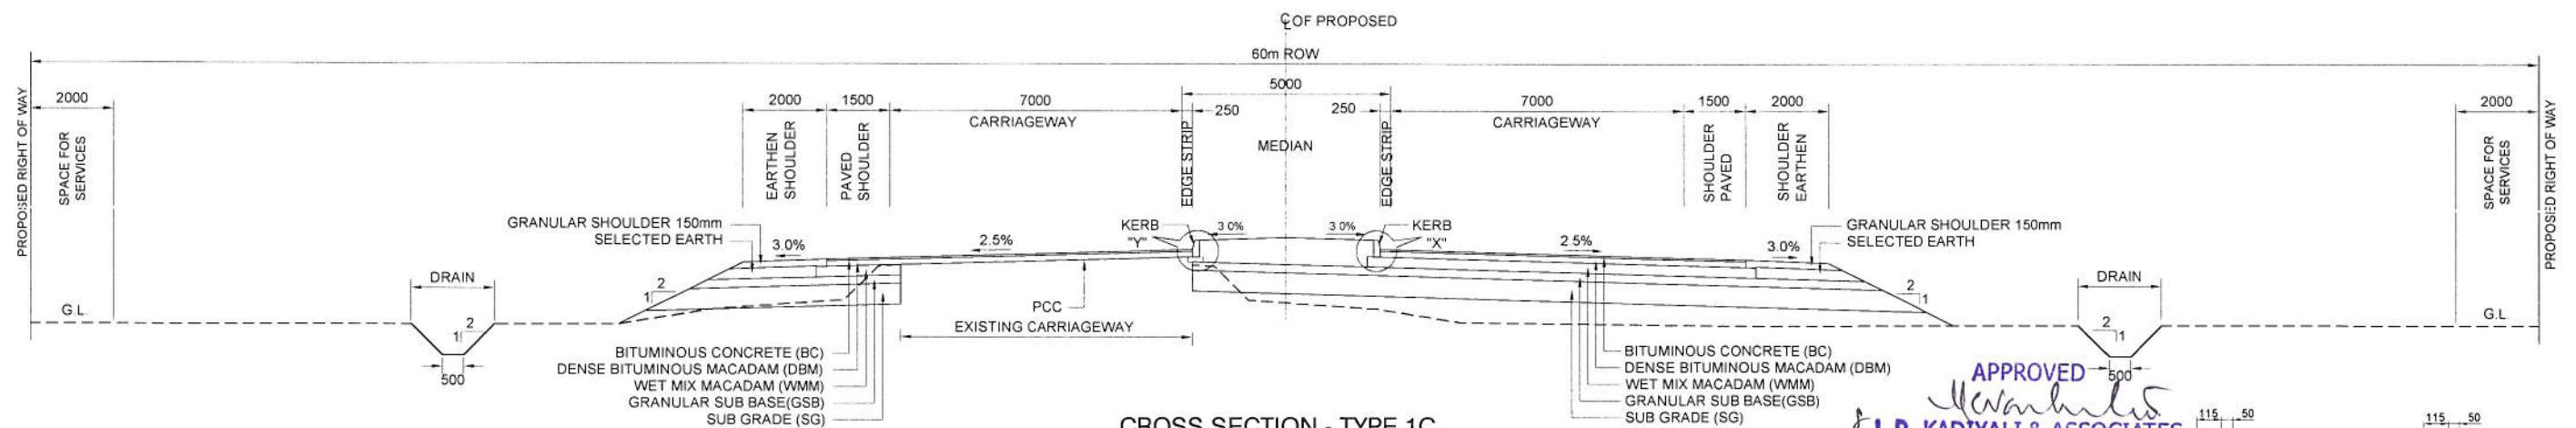 ℄ OF PROPOSED
60m ROW
5000
2000
2000 1500 7000
250
250
7000
1500 2000
2000
CARRIAGEWAY
CARRIAGEWAY
PROPOSED RIGHT OF WAY
SPACE FOR
SERVICES
EARTHEN
SHOULDER
PAVED
SHOULDER
EDGE STRIP
MEDIAN
EDGE STRIP
SHOULDER
PAVED
SHOULDER
EARTHEN
SPACE FOR
SERVICES
PROPOSED RIGHT OF WAY
GRANULAR SHOULDER 150mm
SELECTED EARTH
3.0%
2.5%
KERB
"Y"
3.0%
3.0%
KERB
"X"
2.5%
3.0%
GRANULAR SHOULDER 150mm
SELECTED EARTH
DRAIN
DRAIN
G.L.
1 2
500
1 2
PCC
EXISTING CARRIAGEWAY
2 1
2 1
500
G.L.
BITUMINOUS CONCRETE (BC)
DENSE BITUMINOUS MACADAM (DBM)
WET MIX MACADAM (WMM)
GRANULAR SUB BASE(GSB)
SUB GRADE (SG)
BITUMINOUS CONCRETE (BC)
DENSE BITUMINOUS MACADAM (DBM)
WET MIX MACADAM (WMM)
GRANULAR SUB BASE(GSB)
SUB GRADE (SG)
CROSS SECTION - TYPE 1C
APPROVED
KADIYALI & ASSOCIATES
115 50
115 50